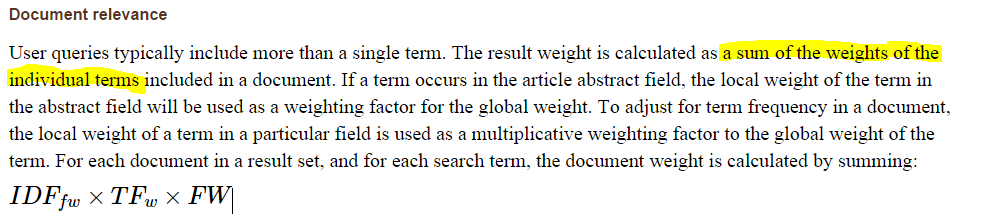 Document relevance
User queries typically include more than a single term. The result weight is calculated as a sum of the weights of the
individual terms included in a document. If a term occurs in the article abstract field, the local weight of the term in
the abstract field will be used as a weighting factor for the global weight. To adjust for term frequency in a document,
the local weight of a term in a particular field is used as a multiplicative weighting factor to the global weight of the
term. For each document in a result set, and for each search term, the document weight is calculated by summing:
IDF_{fw} × TF_w × FW